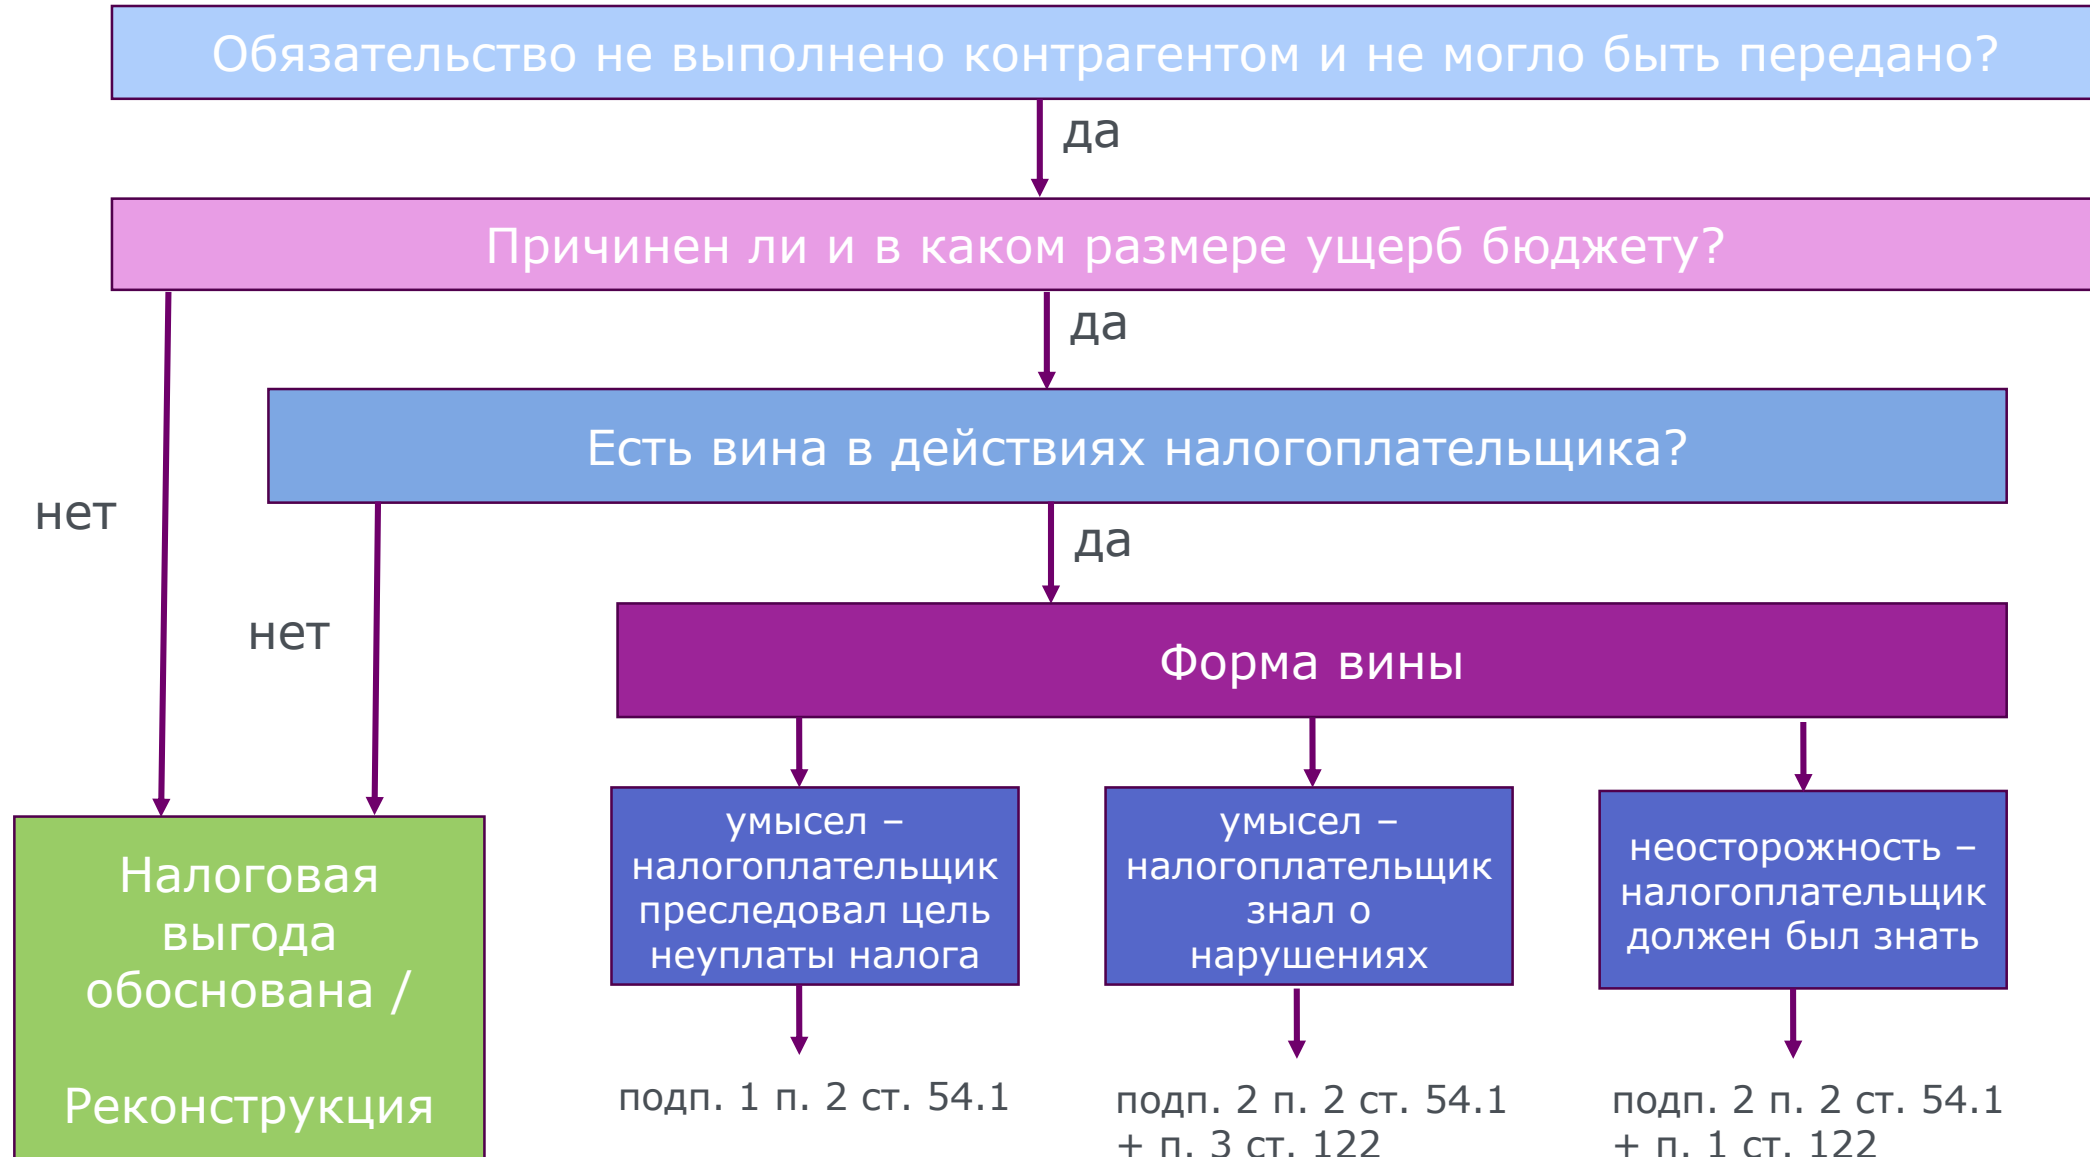 Обязательство не выполнено контрагентом и не могло быть передано?
да
Причинен ли и в каком размере ущерб бюджету?
да
Есть вина в действиях налогоплательщика?
нет
да
нет
Форма вины
умысел –
налогоплательщик
преследовал цель
неуплаты налога
умысел –
налогоплательщик
знал о
нарушениях
неосторожность –
налогоплательщик
должен был знать
Налоговая
выгода
обоснована /
Реконструкция
подп. 1 п. 2 ст. 54.1
подп. 2 п. 2 ст. 54.1
+ п. 3 ст. 122
подп. 2 п. 2 ст. 54.1
+ п. 1 ст. 122